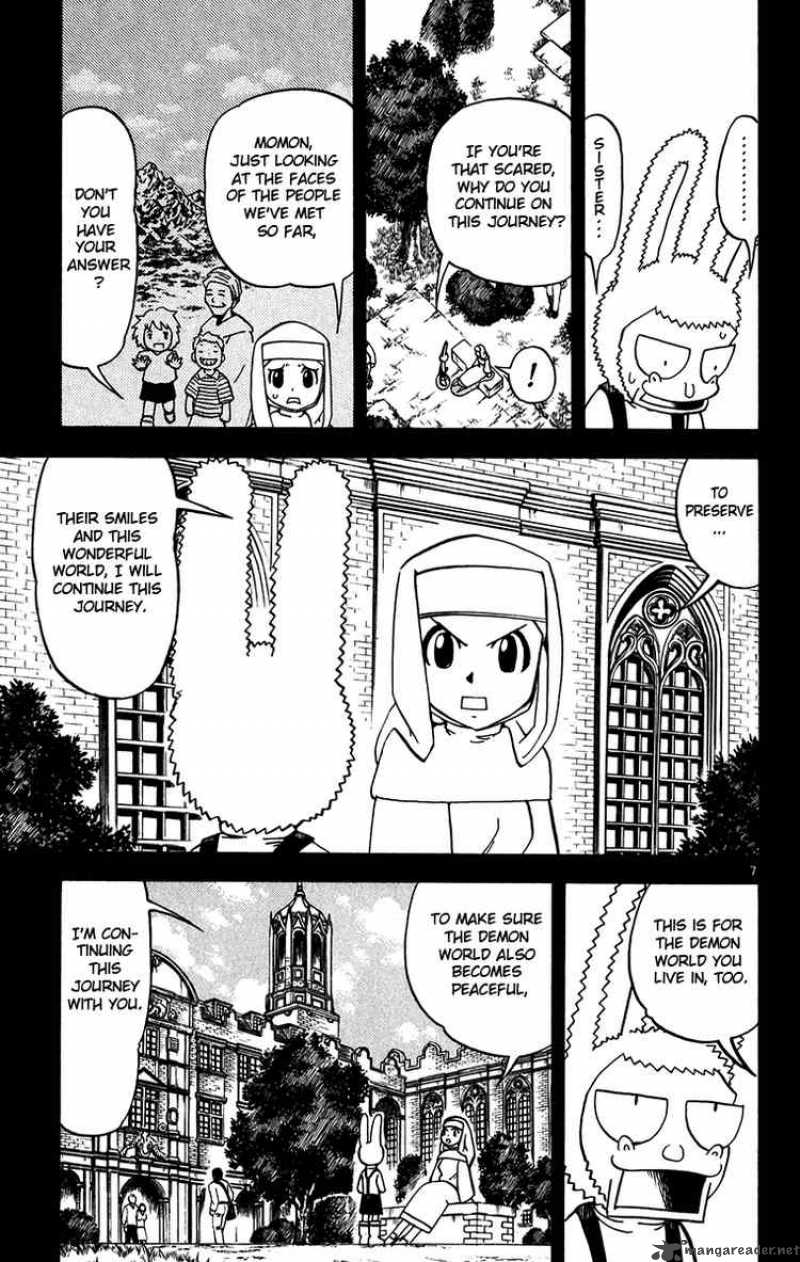 .........
SISTER...
IF YOU'RE
THAT SCARED,
WHY DO YOU
CONTINUE ON
THIS JOURNEY?
!
MOMON,
JUST LOOKING
AT THE FACES
OF THE PEOPLE
WE'VE MET
SO FAR,
DON'T
YOU
HAVE
YOUR
ANSWER
?
TO
PRESERVE
...
THEIR SMILES
AND THIS
WONDERFUL
WORLD, I WILL
CONTINUE THIS
JOURNEY.
7
THIS IS FOR
THE DEMON
WORLD YOU
LIVE IN, TOO.
TO MAKE SURE
THE DEMON
WORLD ALSO
BECOMES
PEACEFUL,
I'M CON-
TINUING
THIS
JOURNEY
WITH YOU.
mangareader.net